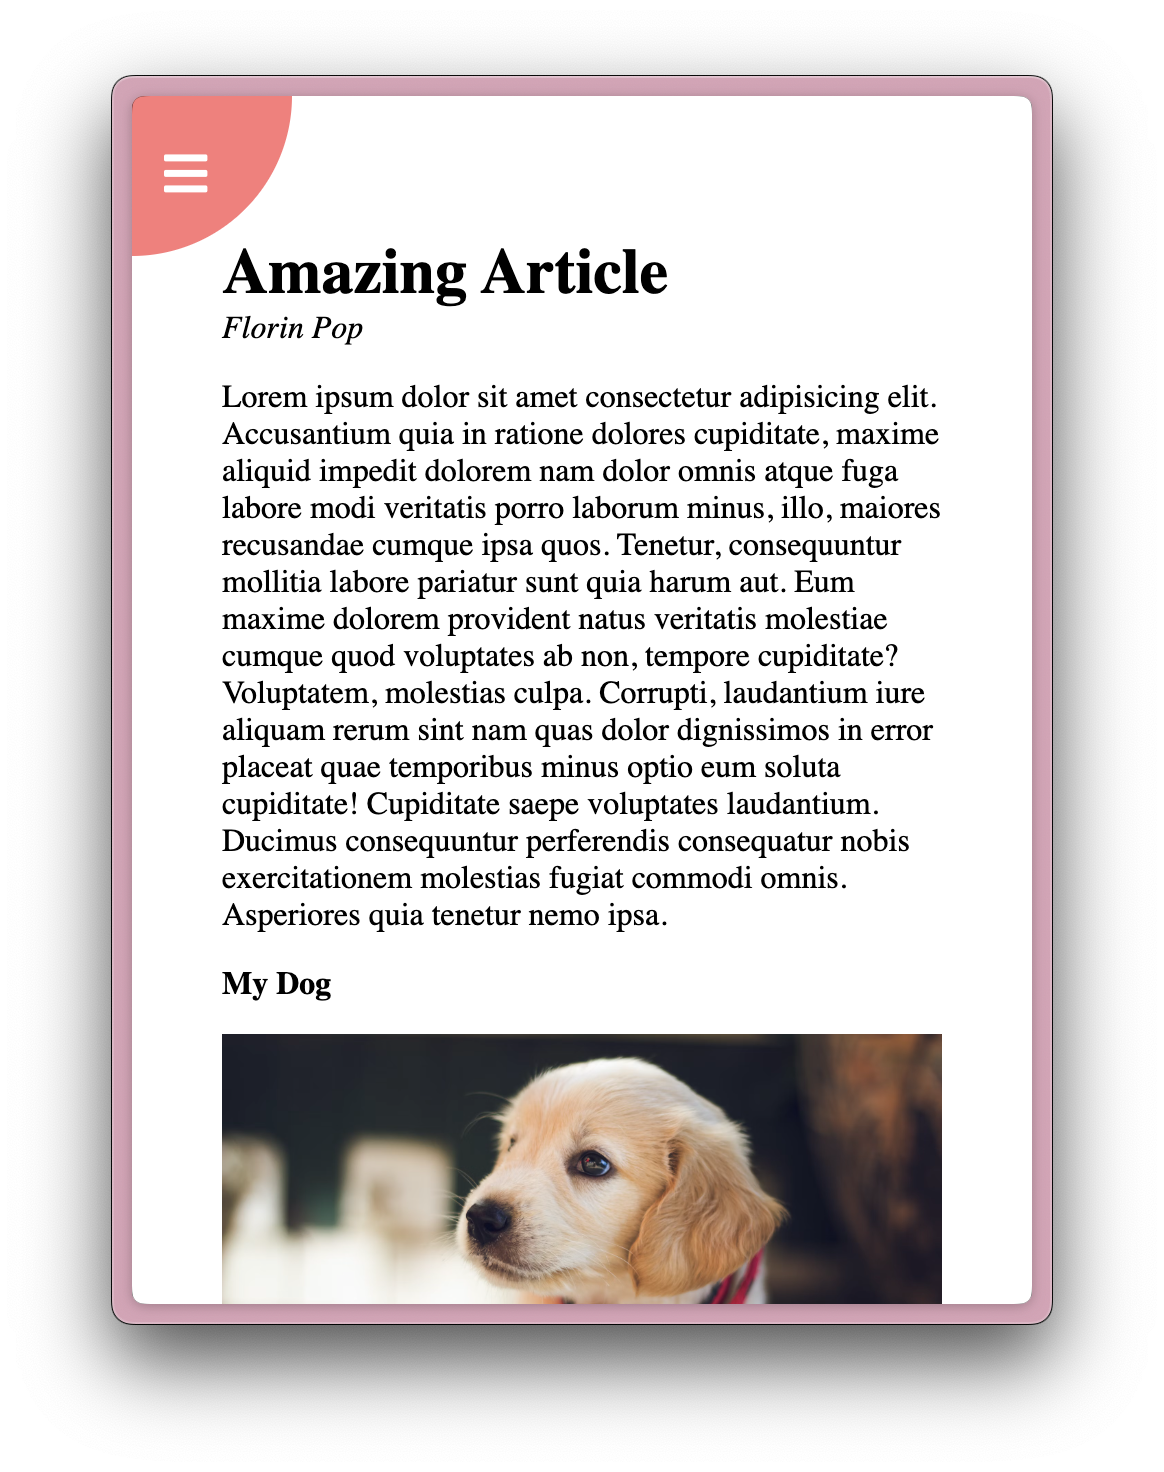 Amazing Article
Florin Pop
Lorem ipsum dolor sit amet consectetur adipisicing elit.
Accusantium quia in ratione dolores cupiditate, maxime
aliquid impedit dolorem nam dolor omnis atque fuga
labore modi veritatis porro laborum minus, illo, maiores
recusandae cumque ipsa quos. Tenetur, consequuntur
mollitia labore pariatur sunt quia harum aut. Eum
maxime dolorem provident natus veritatis molestiae
cumque quod voluptates ab non, tempore cupiditate?
Voluptatem, molestias culpa. Corrupti, laudantium iure
aliquam rerum sint nam quas dolor dignissimos in error
placeat quae temporibus minus optio eum soluta
cupiditate! Cupiditate saepe voluptates laudantium.
Ducimus consequuntur perferendis consequatur nobis
exercitationem molestias fugiat commodi omnis.
Asperiores quia tenetur nemo ipsa.
My Dog